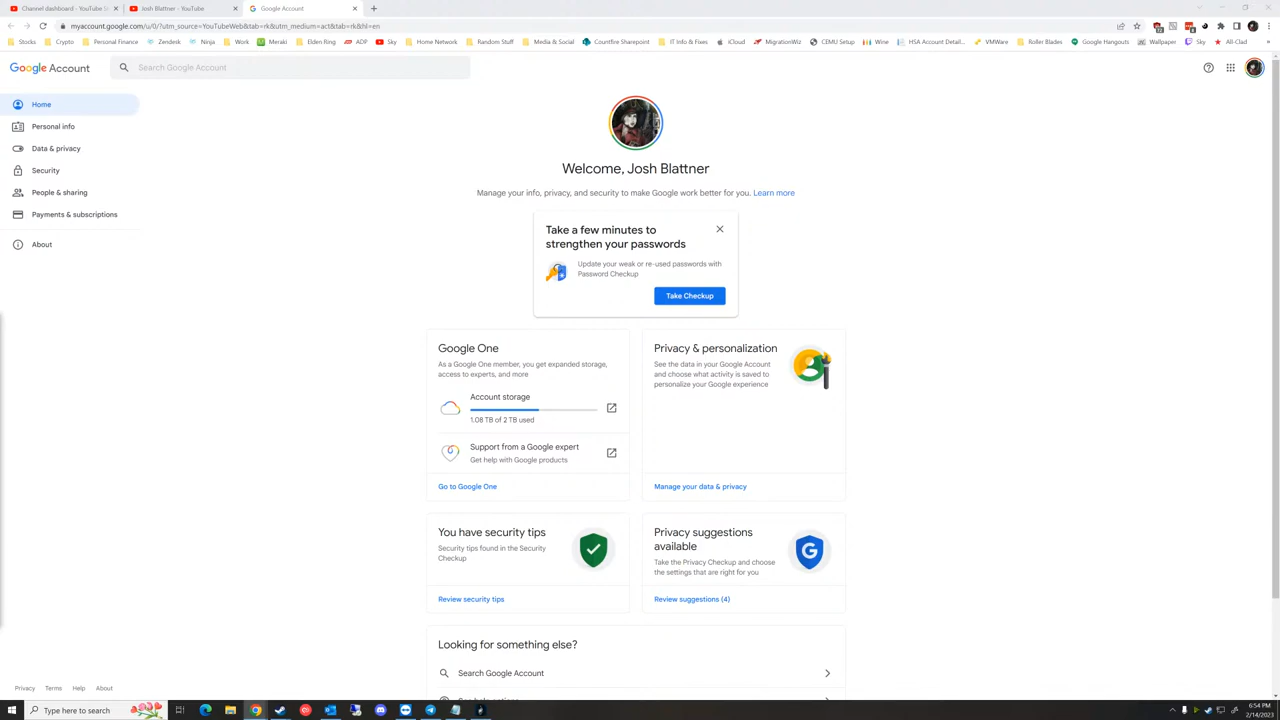 Channel dashboard - YouTube S
Josh Blattner - YouTube
Google Account
myaccount.google.com/u/0/?utm_source=YouTubeWeb&tab=rk&utm_medium=act&tab=rk&hl=en
Stocks
Crypto
Personal Finance
Zendesk
Ninja
Work
Meraki
Elden Ring
ADP
Sky
Home Network
Random Stuff
Media & Social
Countfire Sharepoint
IT Info & Fixes
iCloud
MigrationWiz
CEMU Setup
Wine
HSA Account Detail...
VMWare
Roller Blades
Google Hangouts
Wallpaper
Sky
All-Clad
»
Google Account
Search Google Account
Home
Personal info
Data & privacy
Security
People & sharing
Payments & subscriptions
About
Welcome, Josh Blattner
Manage your info, privacy, and security to make Google work better for you. Learn more
Take a few minutes to
strengthen your passwords
Update your weak or re-used passwords with
Password Checkup
Take Checkup
Google One
As a Google One member, you get expanded storage,
access to experts, and more
Account storage
1.08 TB of 2 TB used
Support from a Google expert
Get help with Google products
Go to Google One
Privacy & personalization
See the data in your Google Account
and choose what activity is saved to
personalize your Google experience
Manage your data & privacy
You have security tips
Security tips found in the Security
Checkup
Review security tips
Privacy suggestions
available
Take the Privacy Checkup and choose
the settings that are right for you
Review suggestions (4)
Looking for something else?
Search Google Account
Privacy
Terms
Help
About
Type here to search
6:54 PM
2/14/2023